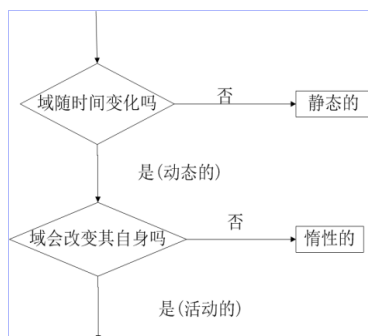 域随时间变化吗
否
静态的
是(动态的)
域会改变其自身吗
否
惰性的
是(活动的)